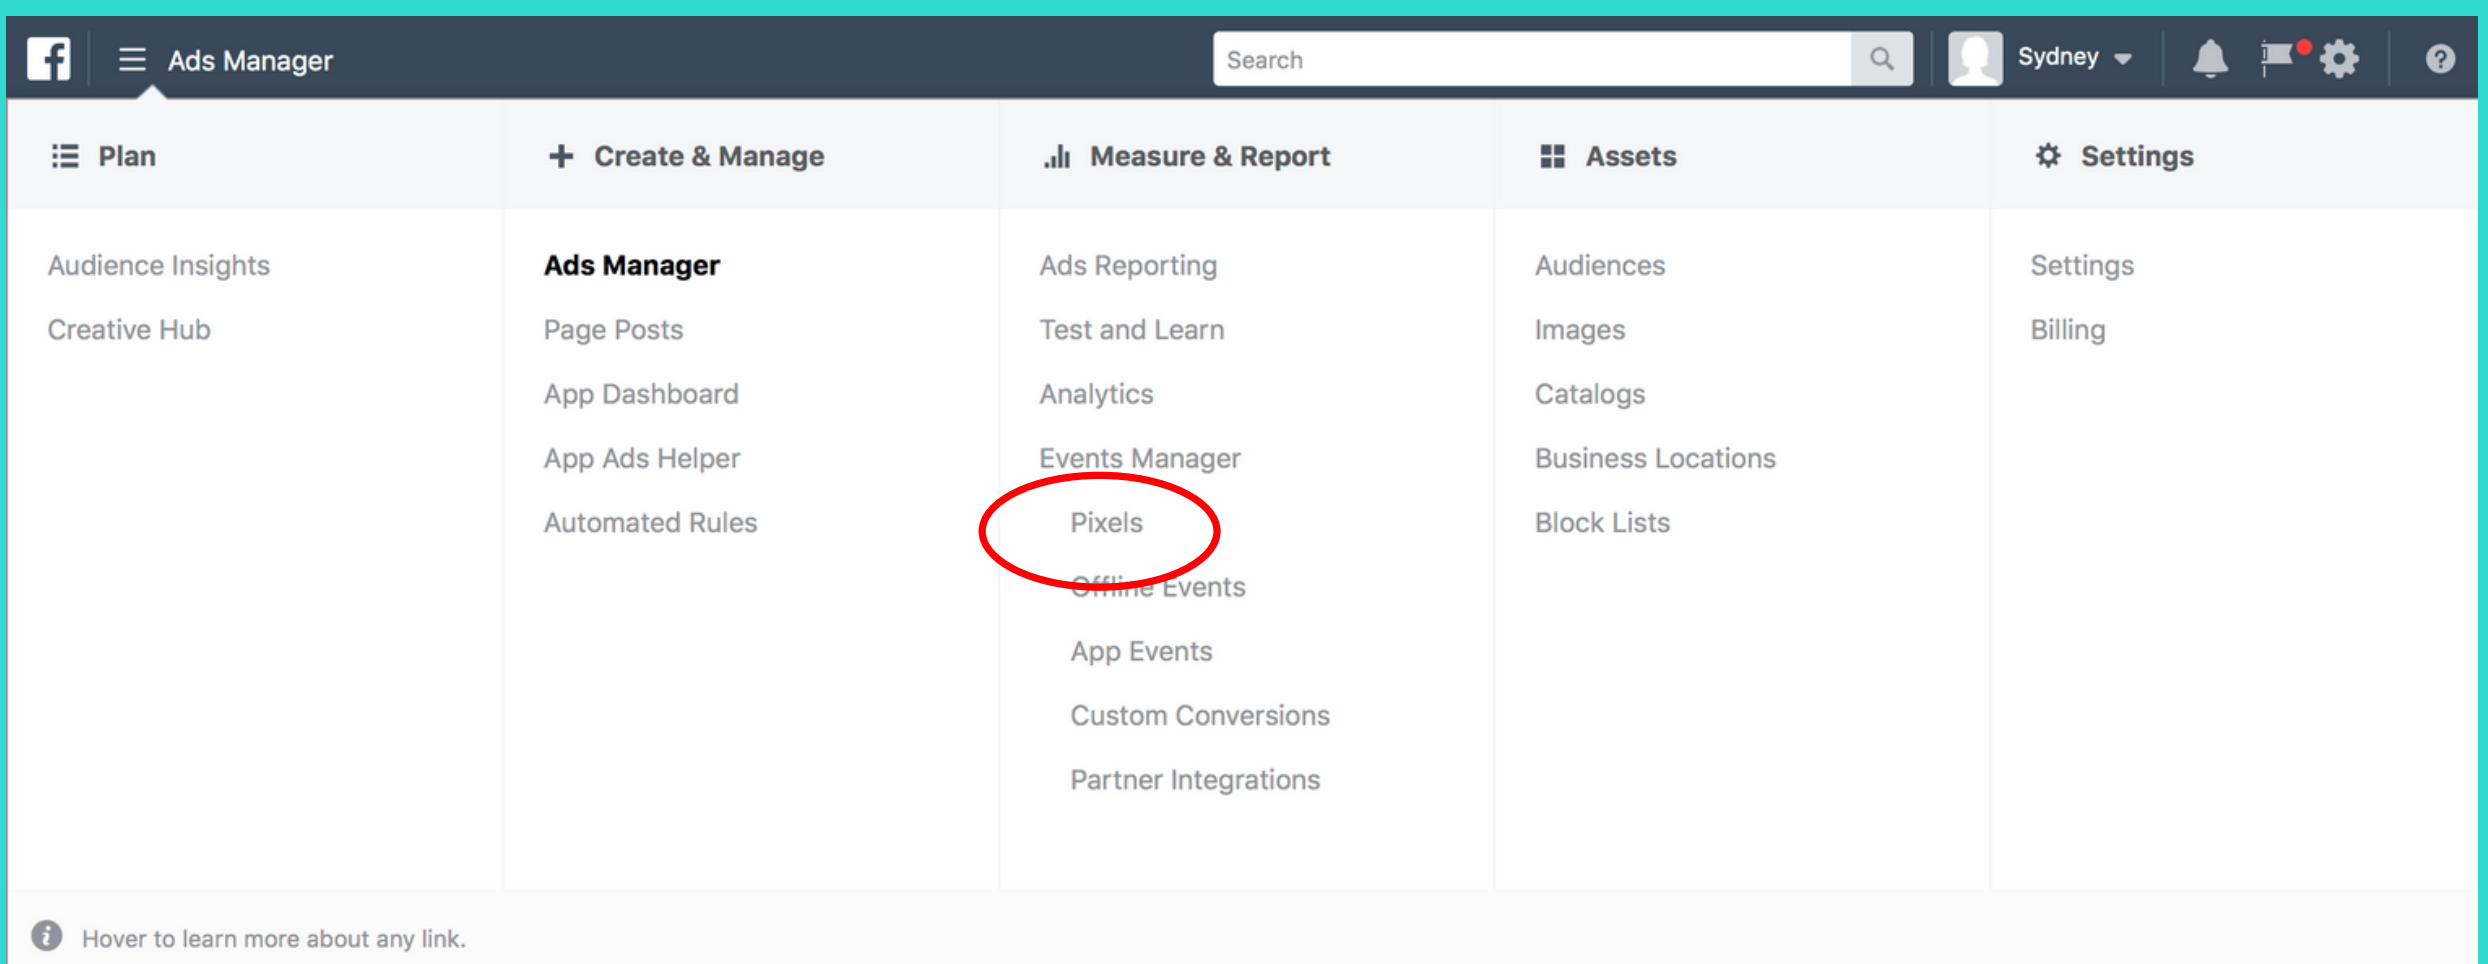 Ads Manager
Search
Sydney
Plan
Create & Manage
Measure & Report
Assets
Settings
Audience Insights
Creative Hub
Ads Manager
Page Posts
App Dashboard
App Ads Helper
Automated Rules
Ads Reporting
Test and Learn
Analytics
Events Manager
Pixels
Offline Events
App Events
Custom Conversions
Partner Integrations
Audiences
Images
Catalogs
Business Locations
Block Lists
Settings
Billing
Hover to learn more about any link.